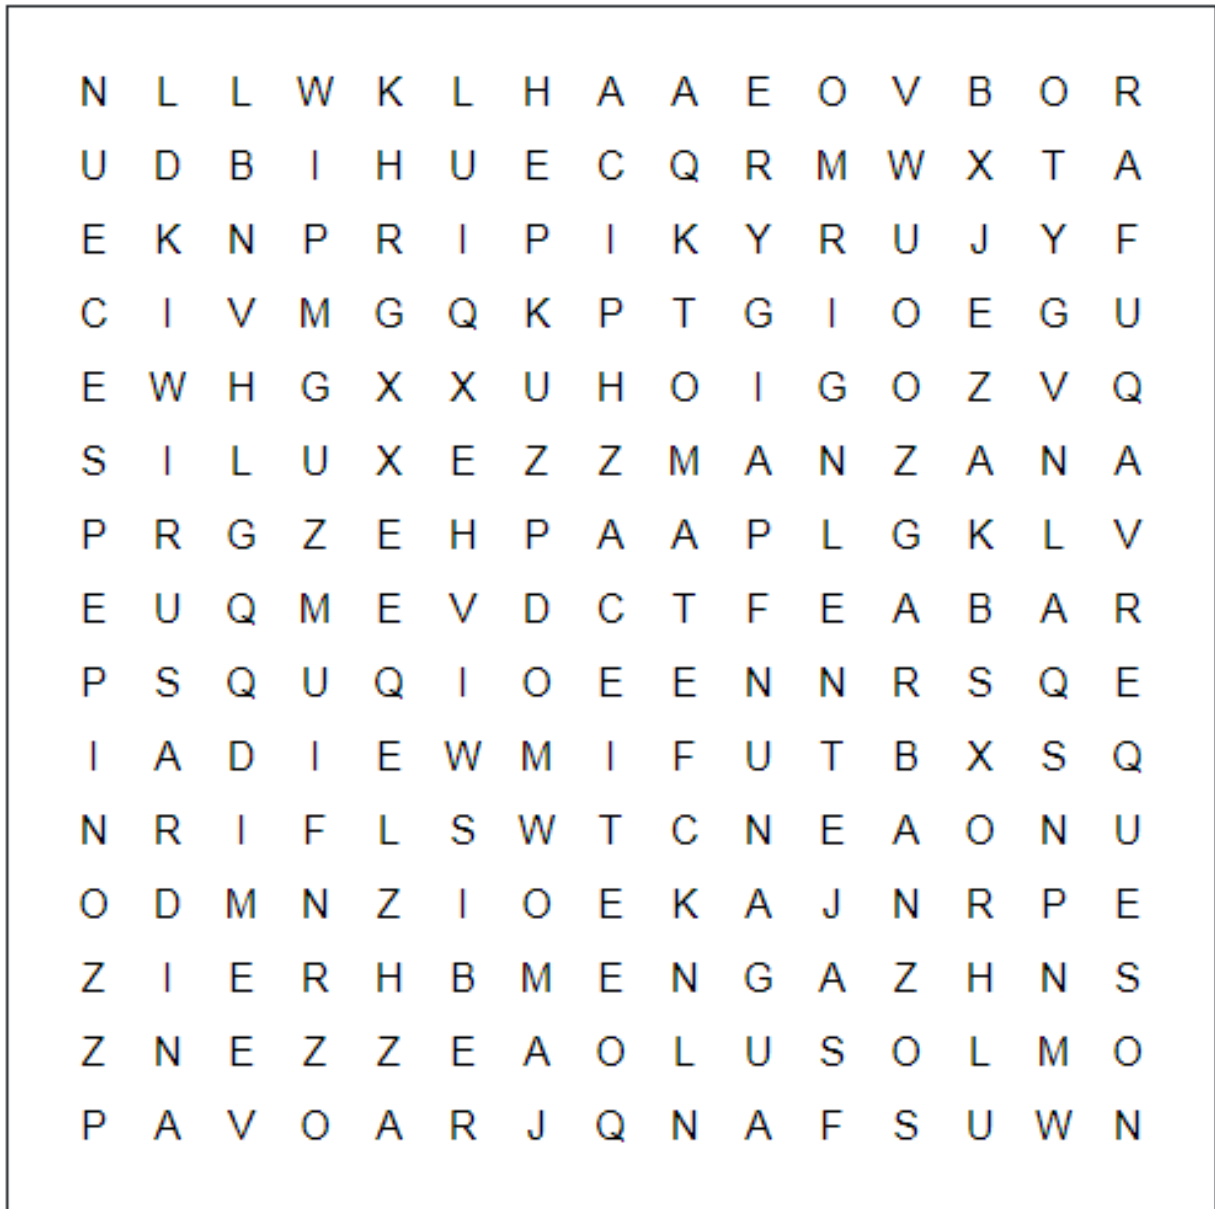 N L L W K L H A A E O V B O R
U D B I H U E C Q R M W X T A
E K N P R I P I K Y R U J Y F
C I V M G Q K P T G I O E G U
E W H G X X U H O I G O Z V Q
S I L U X E Z Z M A N Z A N A
P R G Z E H P A A P L G K L V
E U Q M E V D C T F E A B A R
P S Q U Q I O E E N N R S Q E
I A D I E W M I F U T B X S Q
N R I F L S W T C N E A O N U
O D M N Z I O E K A J N R P E
Z I E R H B M E N G A Z H N S
Z N E Z Z E A O L U S O L M O
P A V O A R J Q N A F S U W N